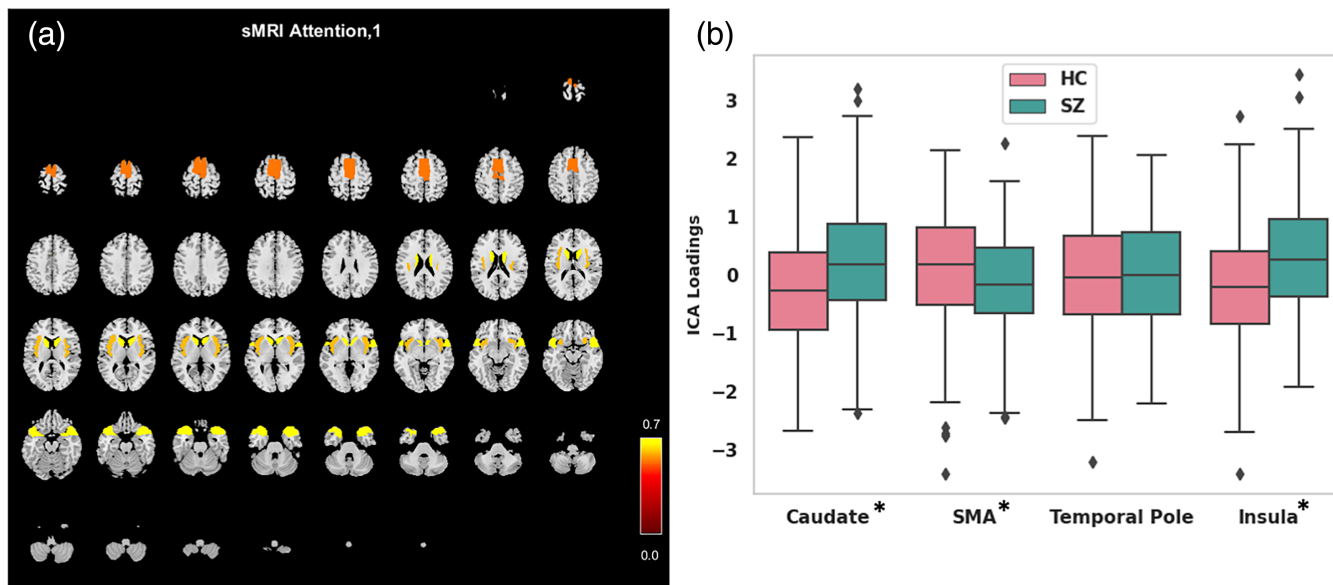 (a)
sMRI Attention,1
0.7
0.0
(b)
HC
SZ
ICA Loadings
3
2
1
0
−1
−2
−3
Caudate * SMA * Temporal Pole Insula *